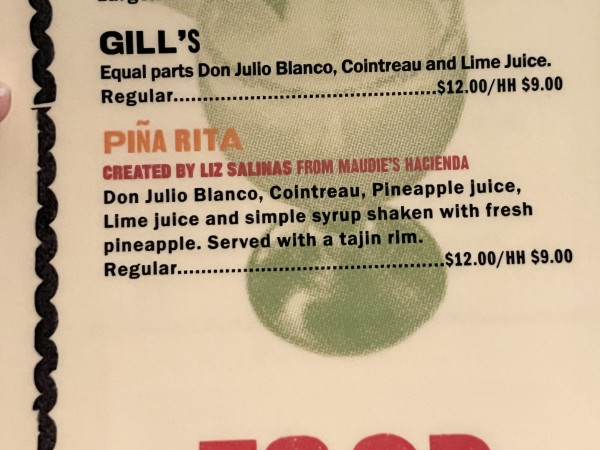 GILL'S
Equal parts Don Julio Blanco, Cointreau and Lime Juice.
Regular...............................................$12.00/HH $9.00
PIÑA RITA
CREATED BY LIZ SALINAS FROM MAUDIE'S HACIENDA
Don Julio Blanco, Cointreau, Pineapple juice,
Lime juice and simple syrup shaken with fresh
pineapple. Served with a tajin rim.
Regular...............................................$12.00/HH $9.00